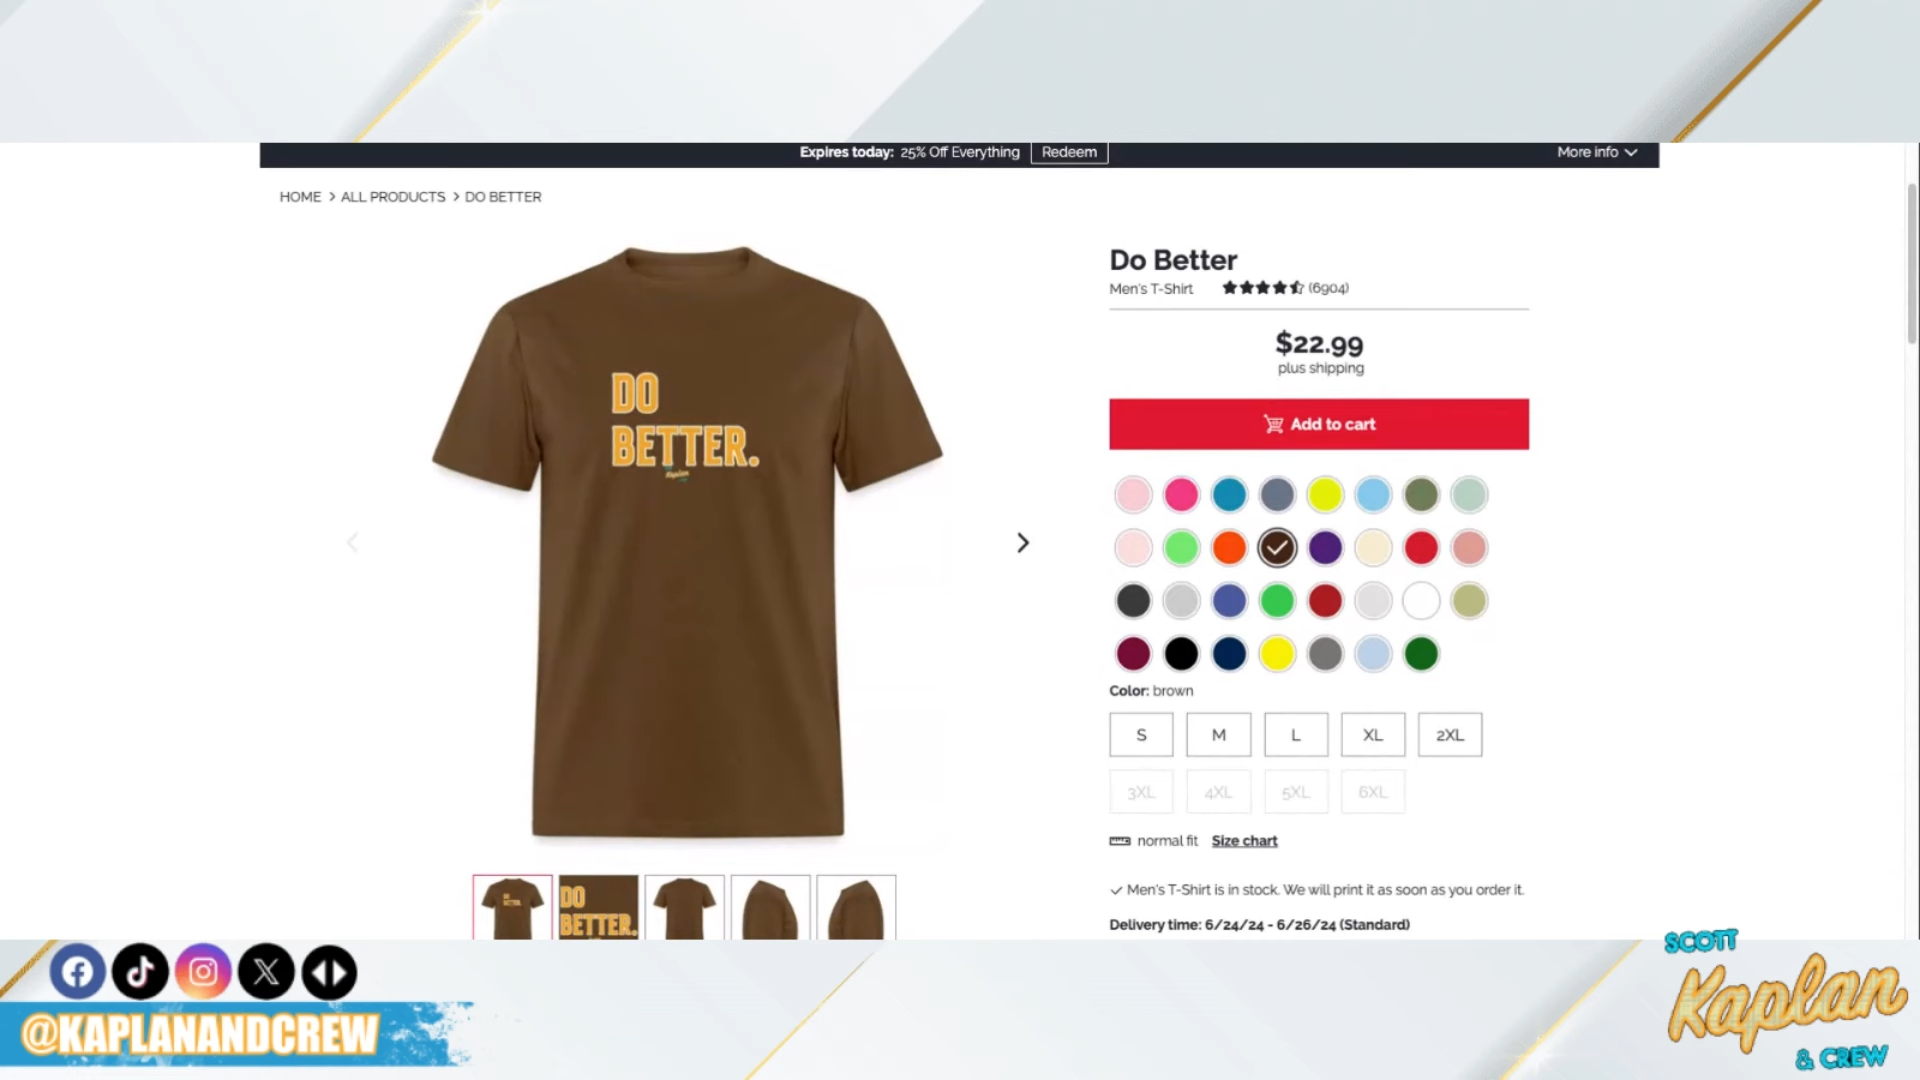 Expires today: 25% Off Everything Redeem
More info
HOME > ALL PRODUCTS > DO BETTER
Do Better
Men's T-Shirt (6904)
$22.99
plus shipping
Add to cart
DO
BETTER.
Kaplan
Color: brown
S M L XL 2XL
3XL 4XL 5XL 6XL
normal fit Size chart
Men's T-Shirt is in stock. We will print it as soon as you order it.
Delivery time: 6/24/24 - 6/26/24 (Standard)
DO
BETTER.
DO
BETTER.
@KAPLANANDCREW
SCOTT
Kaplan
& CREW